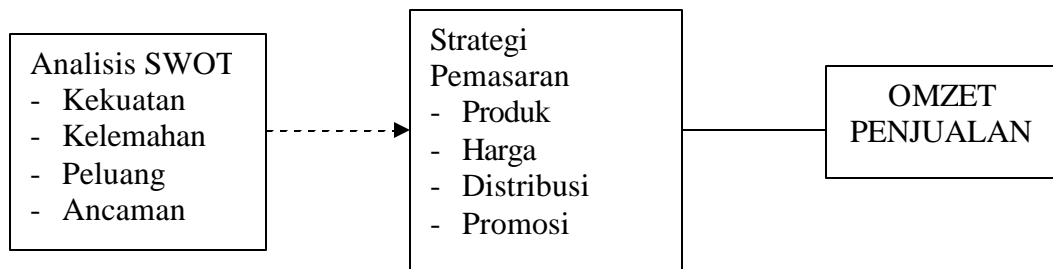 Analisis SWOT
- Kekuatan
- Kelemahan
- Peluang
- Ancaman
Strategi
Pemasaran
- Produk
- Harga
- Distribusi
- Promosi
OMZET
PENJUALAN